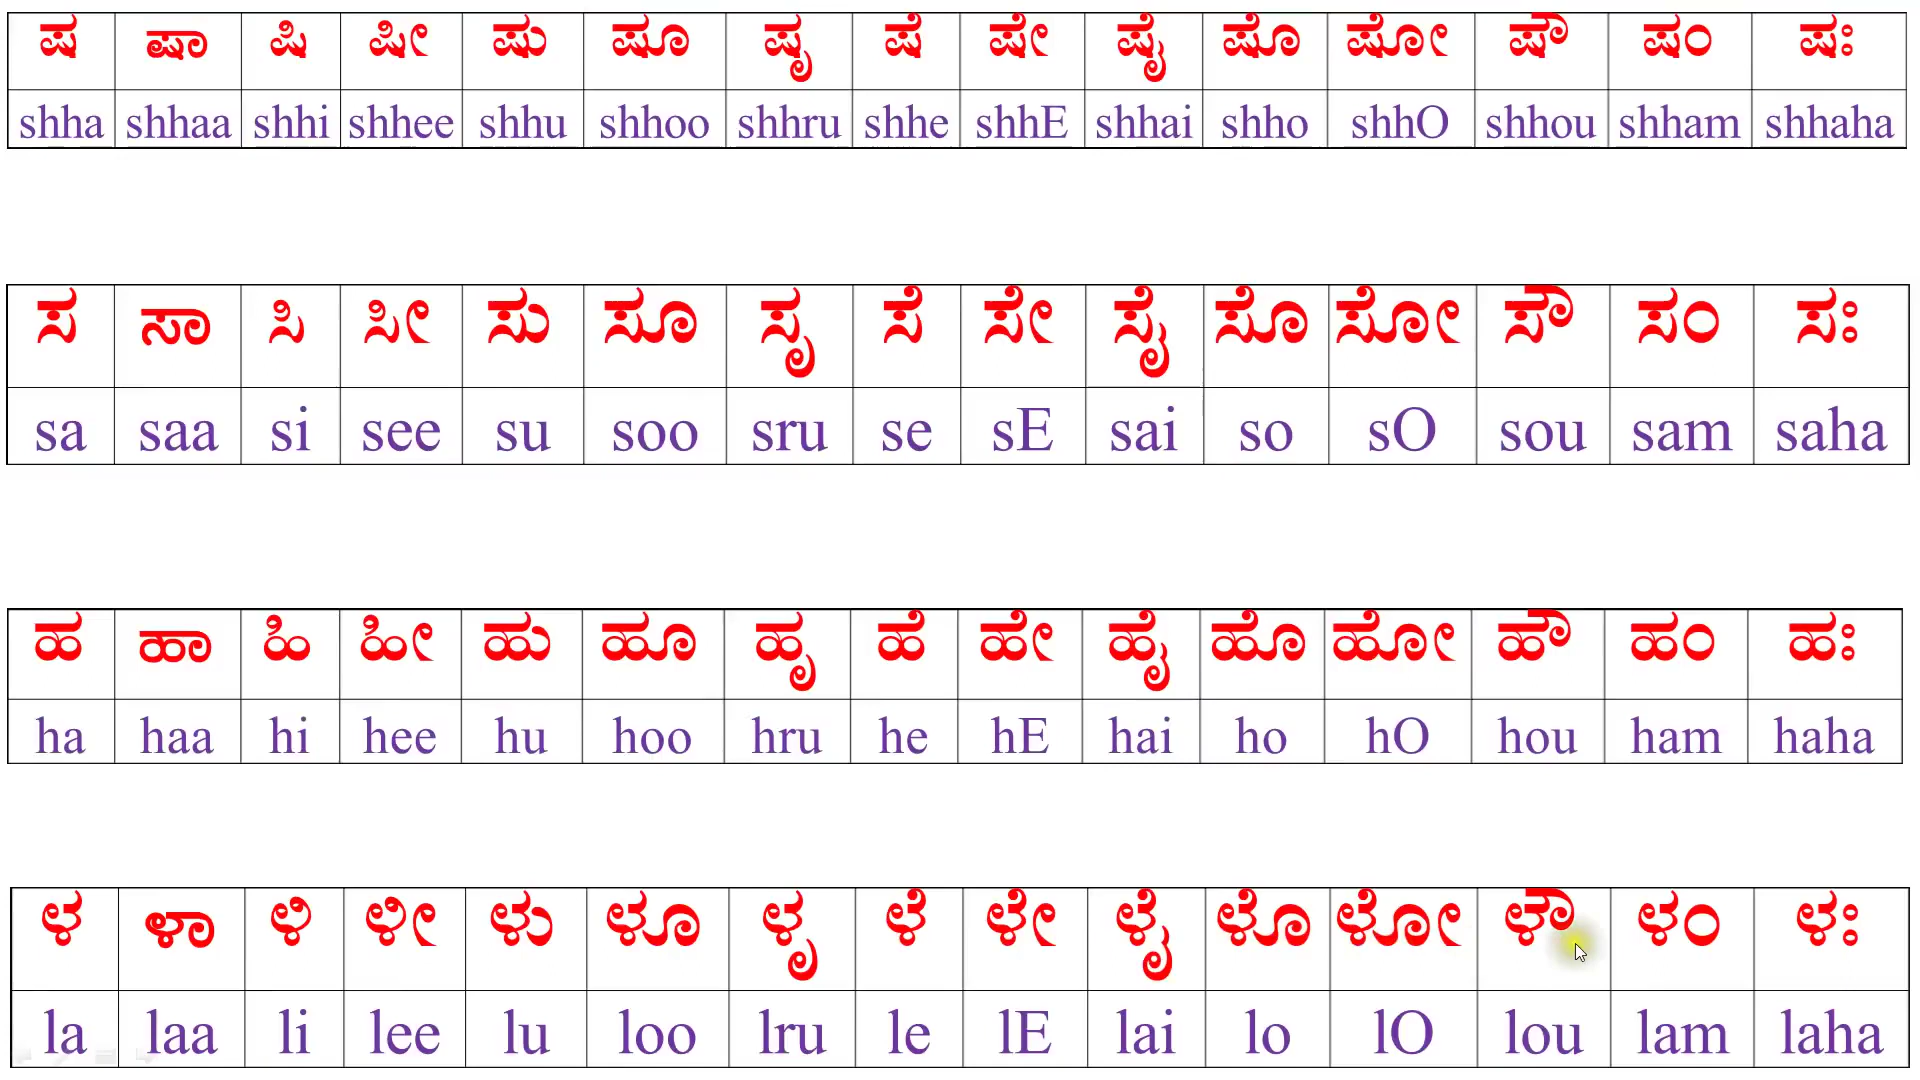 ಷ ಷಾ ಷಿ ಷೀ ಷು ಷೂ ಷೃ ಷೆ ಷೇ ಷೈ ಷೊ ಷೋ ಷೌ ಷಂ ಷಃ
shha shhaa shhi shhee shhu shhoo shhru shhe shhE shhai shho shhO shhou shham shhaha
ಸ ಸಾ ಸಿ ಸೀ ಸು ಸೂ ಸೃ ಸೆ ಸೇ ಸೈ ಸೊ ಸೋ ಸೌ ಸಂ ಸಃ
sa saa si see su soo sru se sE sai so sO sou sam saha
ಹ ಹಾ ಹಿ ಹೀ ಹು ಹೂ ಹೃ ಹೆ ಹೇ ಹೈ ಹೊ ಹೋ ಹೌ ಹಂ ಹಃ
ha haa hi hee hu hoo hru he hE hai ho hO hou ham haha
ಳ ಳಾ ಳಿ ಳೀ ಳು ಳೂ ಳೃ ಳೆ ಳೇ ಳೈ ಳೊ ಳೋ ಳೌ ಳಂ ಳಃ
la laa li lee lu loo lru le lE lai lo lO lou lam laha